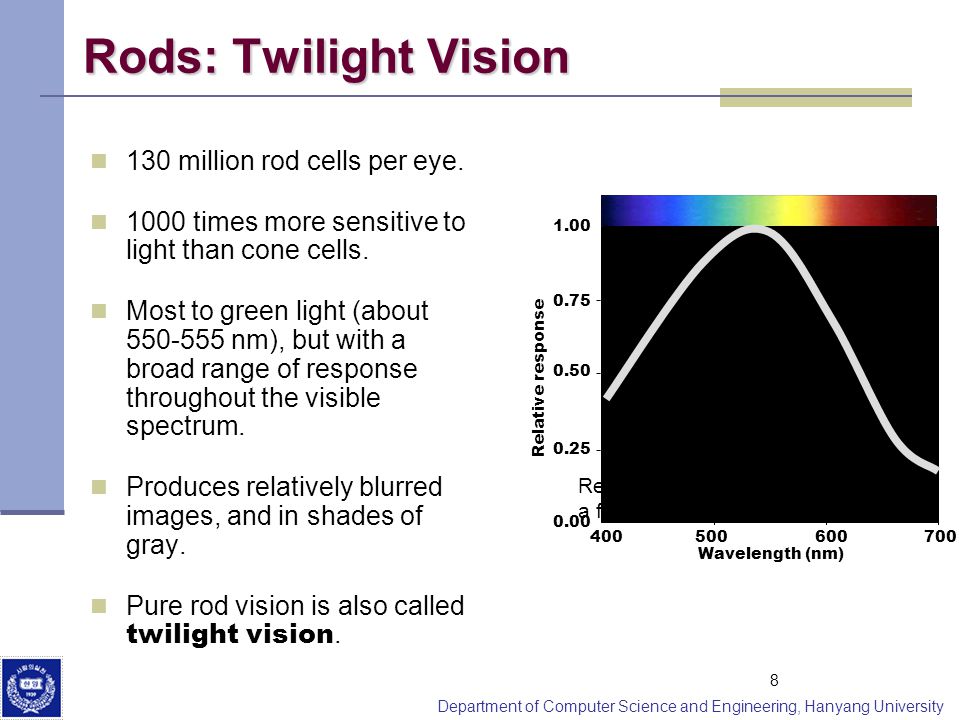 Rods: Twilight Vision
130 million rod cells per eye.
1000 times more sensitive to
light than cone cells.
Most to green light (about
550-555 nm), but with a
broad range of response
throughout the visible
spectrum.
Produces relatively blurred
images, and in shades of
gray.
Pure rod vision is also called
twilight vision.
1.00
0.75
0.50
0.25
0.00
Relative response
a
400 500 600 700
Wavelength (nm)
8
Department of Computer Science and Engineering, Hanyang University